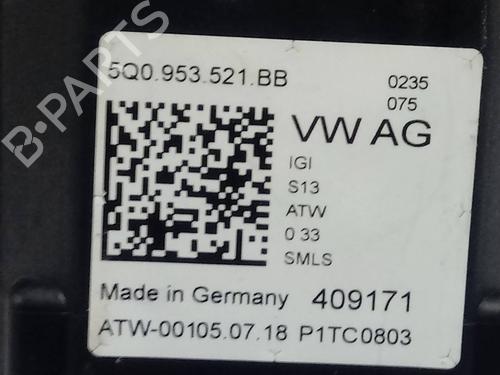 5Q0.953.521.BB
0235
075
VW AG
IGI
S13
ATW
0 33
SMLS
Made in Germany 409171
ATW-00105.07.18 P1TC0803
B-PARTS